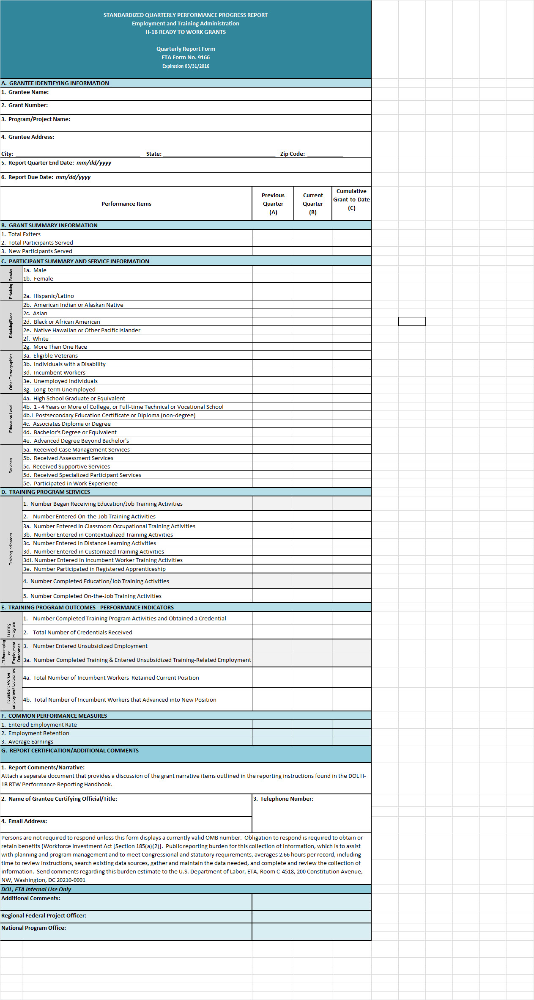 STANDARDIZED QUARTERLY PERFORMANCE PROGRESS REPORT
Employment and Training Administration
H-1B READY TO WORK GRANTS
Quarterly Report Form
ETA Form No. 9166
Expiration 03/31/2016
A.  GRANTEE IDENTIFYING INFORMATION
1.  Grantee Name:
2.  Grant Number:
3.  Program/Project Name:
4.  Grantee Address:
City: ______ State: ______ Zip Code: ______
5.  Report Quarter End Date:  mm/dd/yyyy
6.  Report Due Date:  mm/dd/yyyy
Performance Items
Previous
Quarter
(A)
Current
Quarter
(B)
Cumulative
Grant-to-Date
(C)
B.  GRANT SUMMARY INFORMATION
1.  Total Exiters
2.  Total Participants Served
3.  New Participants Served
C.  PARTICIPANT SUMMARY AND SERVICE INFORMATION
Gender
1a.  Male
1b.  Female
Ethnicity
2a.  Hispanic/Latino
Ethnicity/Race
2b.  American Indian or Alaskan Native
2c.  Asian
2d.  Black or African American
2e.  Native Hawaiian or Other Pacific Islander
2f.  White
2g.  More Than One Race
Other Demographics
3a.  Eligible Veterans
3b.  Individuals with a Disability
3d.  Incumbent Workers
3e.  Unemployed Individuals
3g.  Long-term Unemployed
Education Level
4a.  High School Graduate or Equivalent
4b.  1 - 4 Years or More of College, or Full-time Technical or Vocational School
4b.i  Postsecondary Education Certificate or Diploma (non-degree)
4c.  Associates Diploma or Degree
4d.  Bachelor's Degree or Equivalent
4e.  Advanced Degree Beyond Bachelor's
Services
5a.  Received Case Management Services
5b.  Received Assessment Services
5c.  Received Supportive Services
5d.  Received Specialized Participant Services
5e.  Participated in Work Experience
D.  TRAINING PROGRAM SERVICES
Training Indicators
1.  Number Began Receiving Education/Job Training Activities
2.   Number Entered On-the-Job Training Activities
3a.  Number Entered in Classroom Occupational Training Activities
3b.  Number Entered in Contextualized Training Activities
3c.  Number Entered in Distance Learning Activities
3d.  Number Entered in Customized Training Activities
3di. Number Entered in Incumbent Worker Training Activities
3e.  Number Participated in Registered Apprenticeship
4.  Number Completed Education/Job Training Activities
5.  Number Completed On-the-Job Training Activities
E.  TRAINING PROGRAM OUTCOMES - PERFORMANCE INDICATORS
Training
Program
1.   Number Completed Training Program Activities and Obtained a Credential
2.   Total Number of Credentials Received
LTU/unemploy
ed
Employment
Outcomes
3.   Number Entered Unsubsidized Employment
3a.  Number Completed Training & Entered Unsubsidized Training-Related Employment
Incumbent Worker
Employment Outcomes
4a.  Total Number of Incumbent Workers  Retained Current Position
4b.  Total Number of Incumbent Workers that Advanced into New Position
F.  COMMON PERFORMANCE MEASURES
1.  Entered Employment Rate
2.  Employment Retention
3.  Average Earnings
G.  REPORT CERTIFICATION/ADDITIONAL COMMENTS
1.  Report Comments/Narrative:
Attach a separate document that provides a discussion of the grant narrative items outlined in the reporting instructions found in the DOL H-
1B RTW Performance Reporting Handbook.
2.  Name of Grantee Certifying Official/Title:
3.  Telephone Number:
4.  Email Address:
Persons are not required to respond unless this form displays a currently valid OMB number.  Obligation to respond is required to obtain or
retain benefits (Workforce Investment Act [Section 185(a)(2)].  Public reporting burden for this collection of information, which is to assist
with planning and program management and to meet Congressional and statutory requirements, averages 2.66 hours per record, including
time to review instructions, search existing data sources, gather and maintain the data needed, and complete and review the collection of
information.  Send comments regarding this burden estimate to the U.S. Department of Labor, ETA, Room C-4518, 200 Constitution Avenue,
NW, Washington, DC 20210-0001
DOL, ETA Internal Use Only
Additional Comments:
Regional Federal Project Officer:
National Program Office: